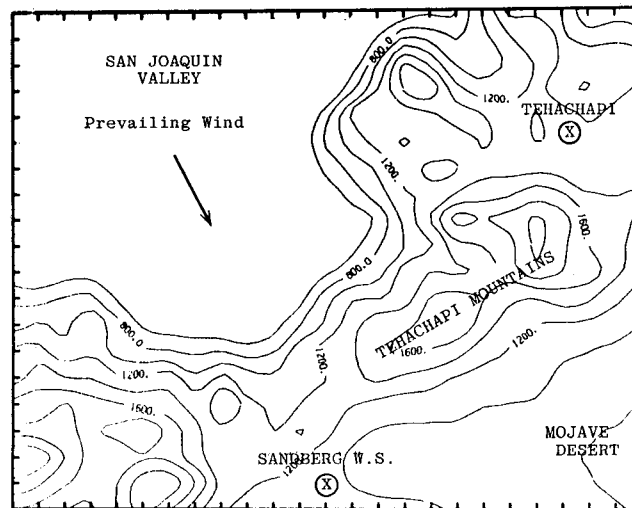 SAN JOAQUIN
VALLEY
Prevailing Wind
800.0
1200.
TEHACHAPI
X
1200.
1600.
800.0
TEHACHAPI MOUNTAINS
800.0
1200.
1600.
1200.
1200.
1600.
MOJAVE
DESERT
SANDBERG W.S.
1200.
X